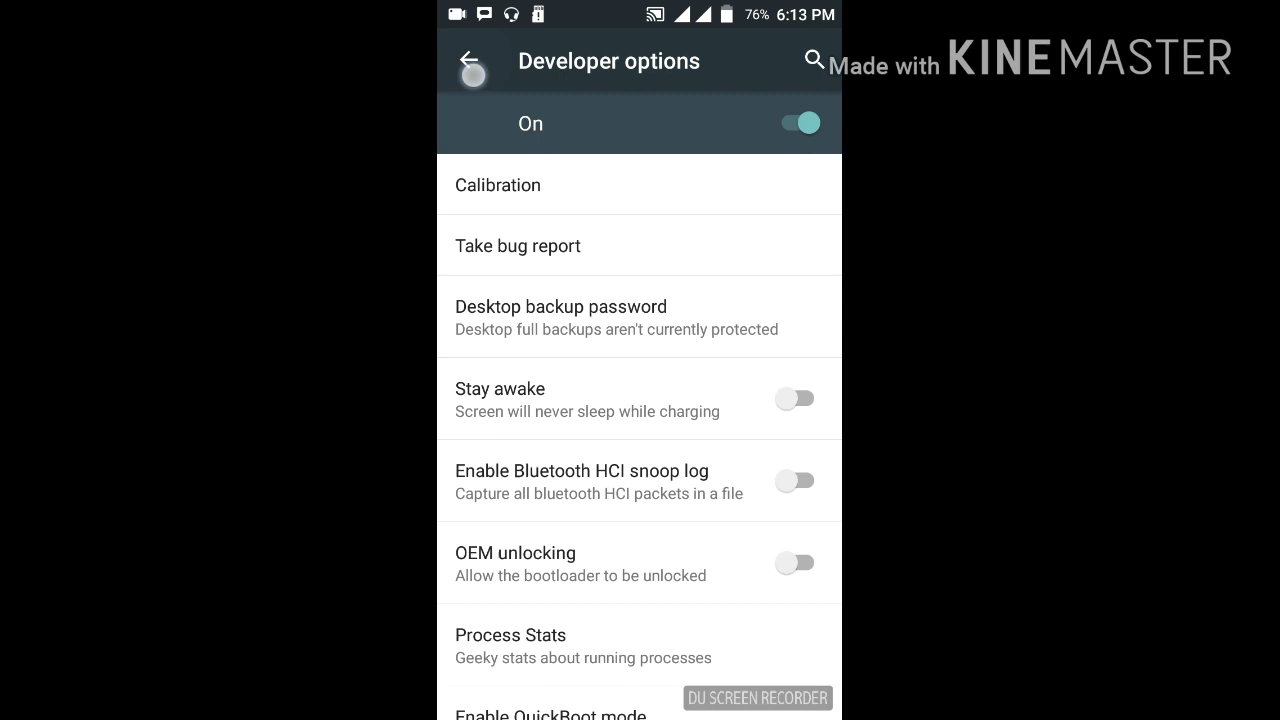 76% 6:13 PM
Developer options
Made with KINEMASTER
On
Calibration
Take bug report
Desktop backup password
Desktop full backups aren't currently protected
Stay awake
Screen will never sleep while charging
Enable Bluetooth HCI snoop log
Capture all bluetooth HCI packets in a file
OEM unlocking
Allow the bootloader to be unlocked
Process Stats
Geeky stats about running processes
DU SCREEN RECORDER
Enable QuickBoot mode